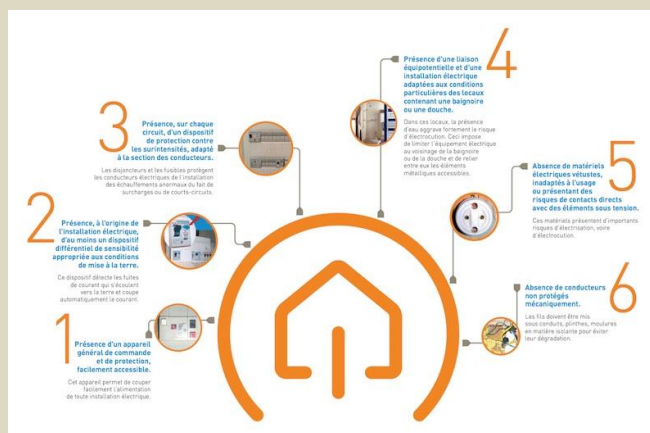 1
Présence d'un appareil
général de commande
et de protection,
facilement accessible.
Cet appareil permet de couper
facilement l'alimentation
de toute installation électrique.
2
Présence, à l'origine de
l'installation électrique,
d'au moins un dispositif
différentiel de sensibilité
appropriée aux conditions
de mise à la terre.
Ce dispositif détecte les fuites
de courant qui s'écoulent
vers la terre et coupe
automatiquement le courant.
3
Présence, sur chaque
circuit, d'un dispositif
de protection contre
les surintensités, adapté
à la section des conducteurs.
Les disjoncteurs et les fusibles protègent
les conducteurs électriques de l'installation
des échauffements anormaux du fait de
surcharges ou de courts-circuits.
4
Présence d'une liaison
équipotentielle et d'une
installation électrique
adaptées aux conditions
particulières des locaux
contenant une baignoire
ou une douche.
Dans ces locaux, la présence
d'eau aggrave fortement le risque
d'électrocution. Ceci impose
de limiter l'équipement électrique
au voisinage de la baignoire
ou de la douche et de relier
entre eux les éléments
métalliques accessibles.
5
Absence de matériels
électriques vétustes,
inadaptés à l'usage
ou présentant des
risques de contacts directs
avec des éléments sous tension.
Ces matériels présentent d'importants
risques d'électrisation, voire
d'électrocution.
6
Absence de conducteurs
non protégés
mécaniquement.
Les fils doivent être mis
sous conduits, plinthes, moulures
en matière isolante pour éviter
leur dégradation.